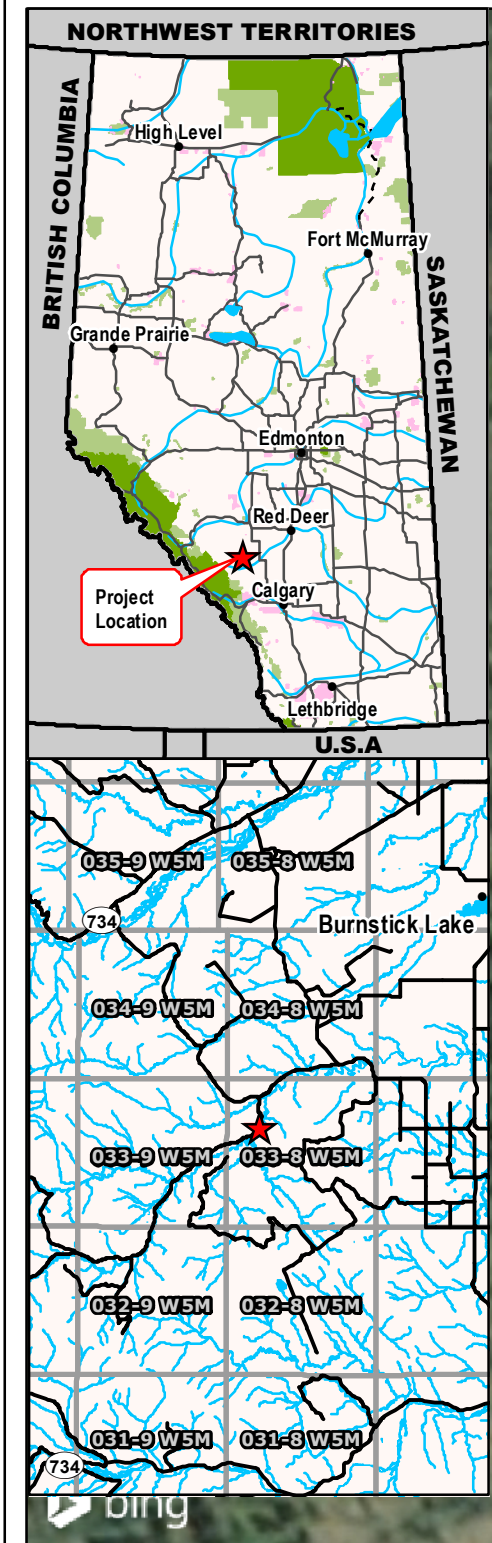 NORTHWEST TERRITORIES
BRITISH COLUMBIA
High Level
Fort McMurray
SASKATCHEWAN
Grande Prairie
Edmonton
Red Deer
Project
Location
Calgary
Lethbridge
U.S.A
035-9 W5M 035-8 W5M
734
Burnstick Lake
034-9 W5M 034-8 W5M
033-9 W5M 033-8 W5M
032-9 W5M 032-8 W5M
031-9 W5M 031-8 W5M
734
bing